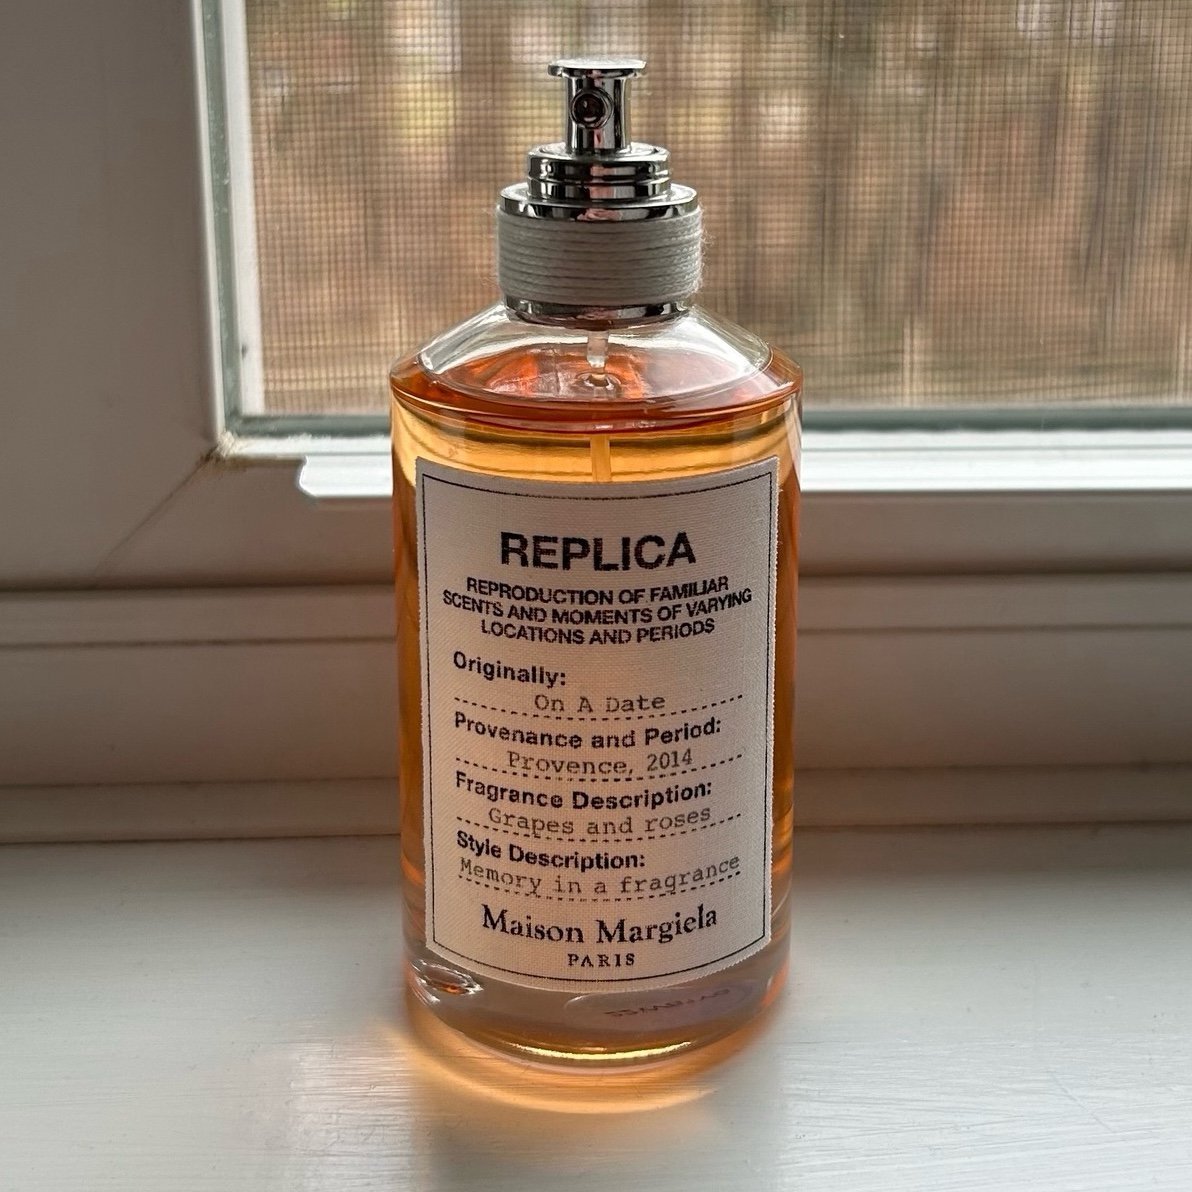 REPLICA
REPRODUCTION OF FAMILIAR
SCENTS AND MOMENTS OF VARYING
LOCATIONS AND PERIODS
Originally:
On A Date
Provenance and Period:
Provence, 2014
Fragrance Description:
Grapes and roses
Style Description:
Memory in a fragrance
Maison Margiela
PARIS